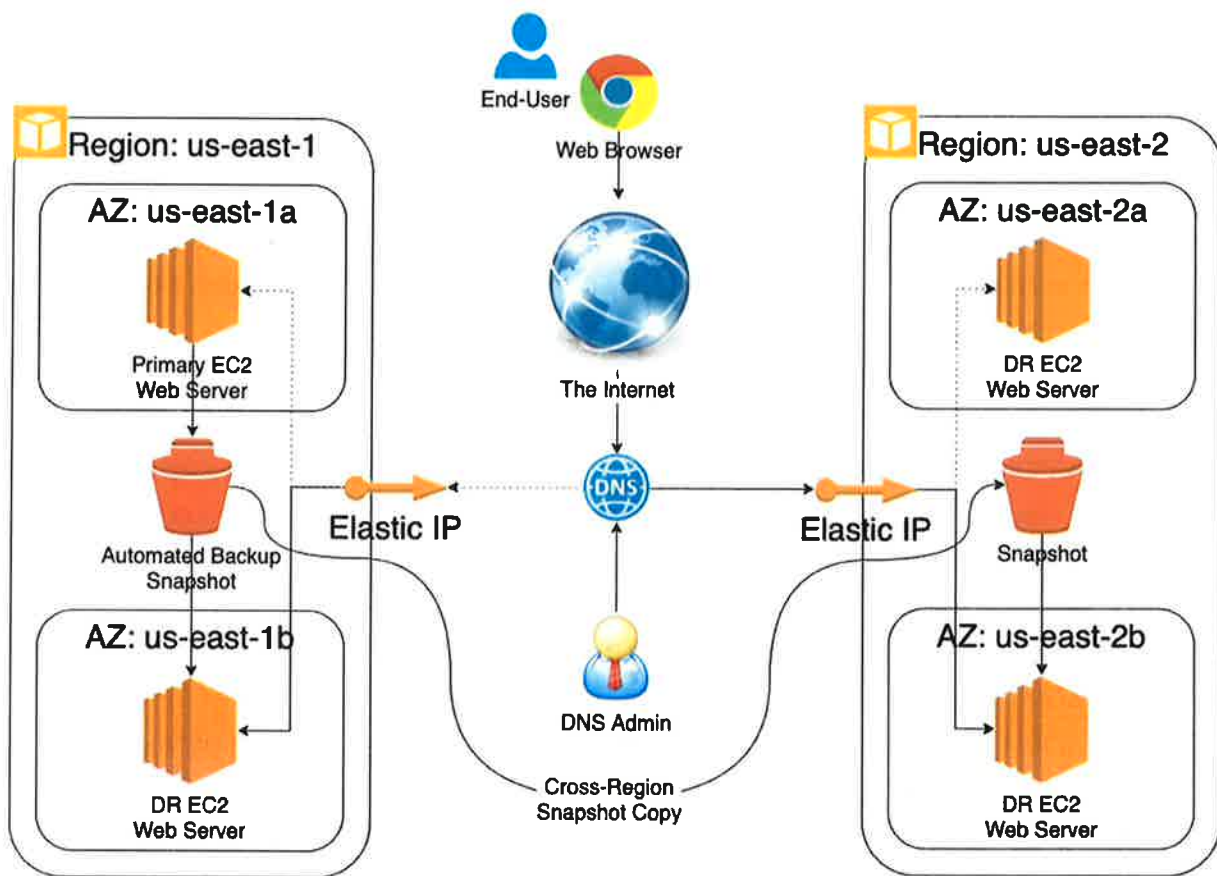 End-User
Web Browser
Region: us-east-1
Region: us-east-2
AZ: us-east-1a
AZ: us-east-2a
Primary EC2
Web Server
DR EC2
Web Server
The Internet
DNS
Elastic IP
Elastic IP
Automated Backup
Snapshot
Snapshot
AZ: us-east-1b
AZ: us-east-2b
DNS Admin
DR EC2
Web Server
Cross-Region
Snapshot Copy
DR EC2
Web Server